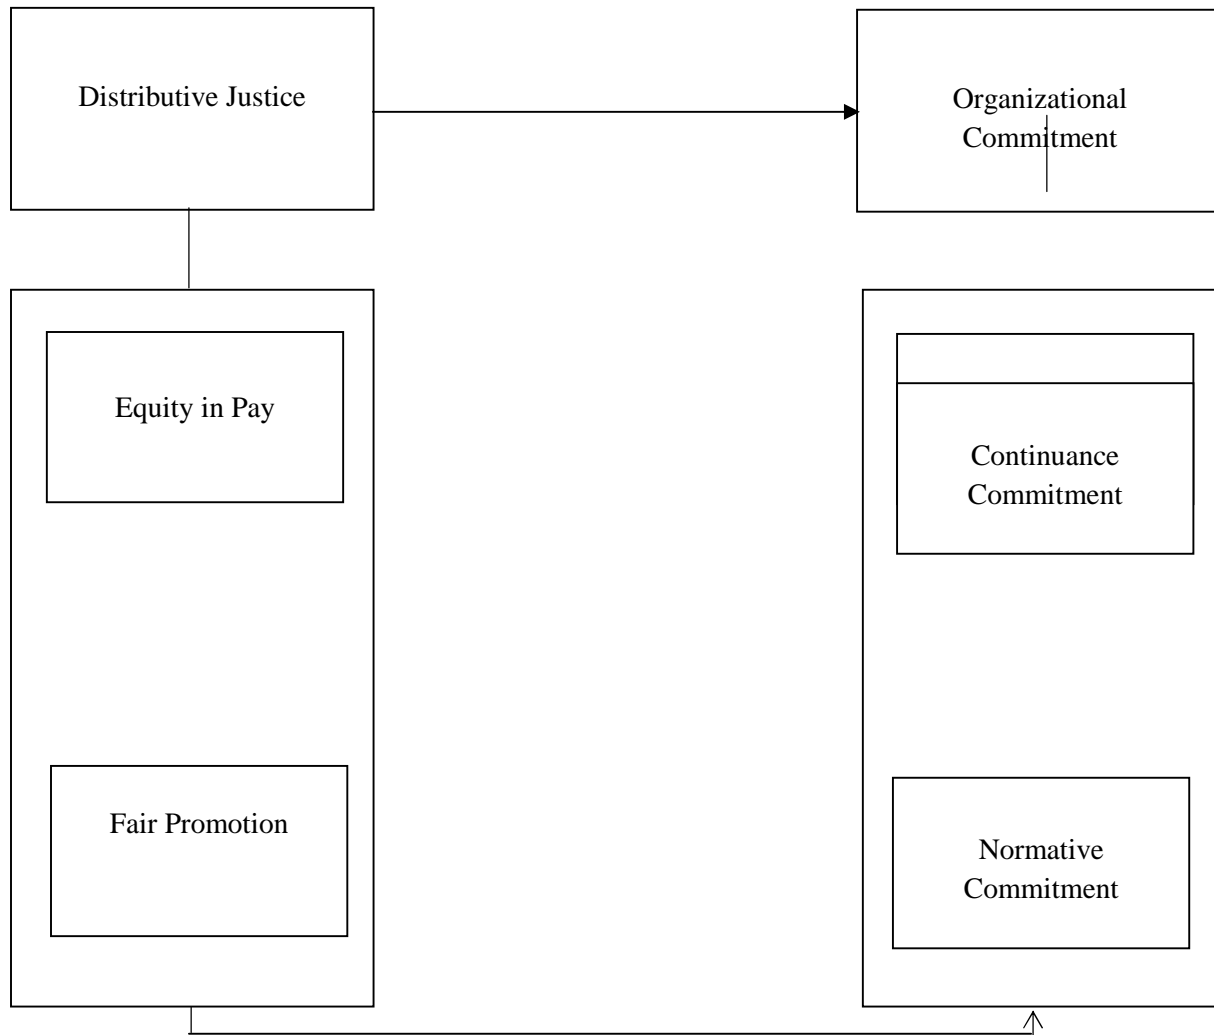 Distributive Justice
Organizational
Commitment
Equity in Pay
Continuance
Commitment
Fair Promotion
Normative
Commitment